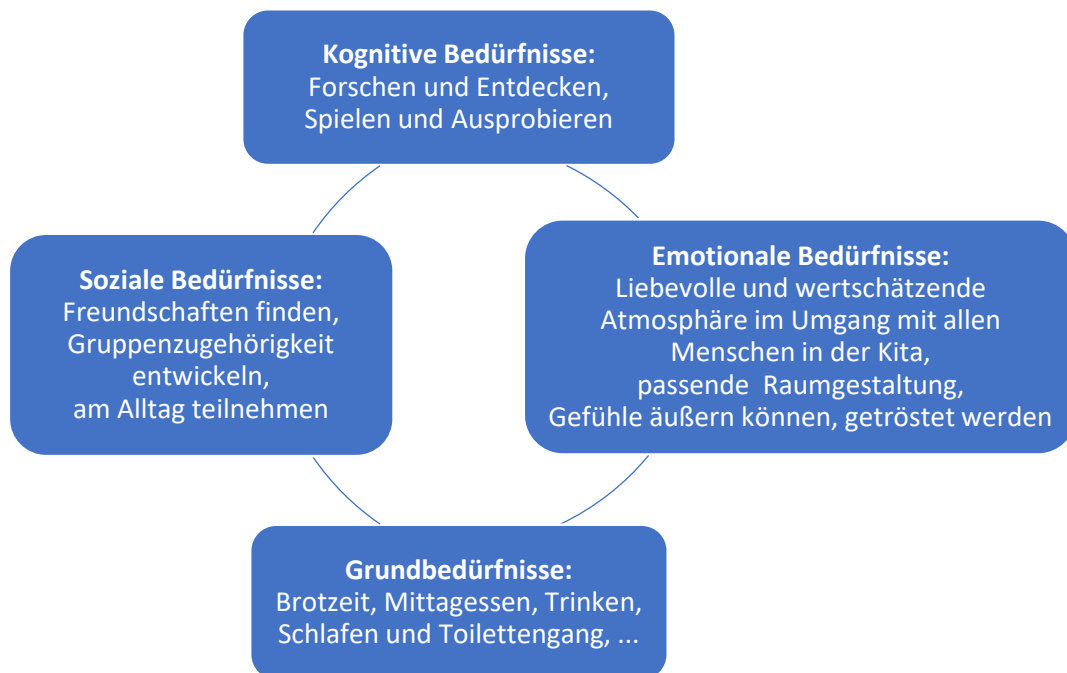 Kognitive Bedürfnisse:
Forschen und Entdecken,
Spielen und Ausprobieren
Soziale Bedürfnisse:
Freundschaften finden,
Gruppenzugehörigkeit
entwickeln,
am Alltag teilnehmen
Emotionale Bedürfnisse:
Liebevolle und wertschätzende
Atmosphäre im Umgang mit allen
Menschen in der Kita,
passende Raumgestaltung,
Gefühle äußern können, getröstet werden
Grundbedürfnisse:
Brotzeit, Mittagessen, Trinken,
Schlafen und Toilettengang, ...